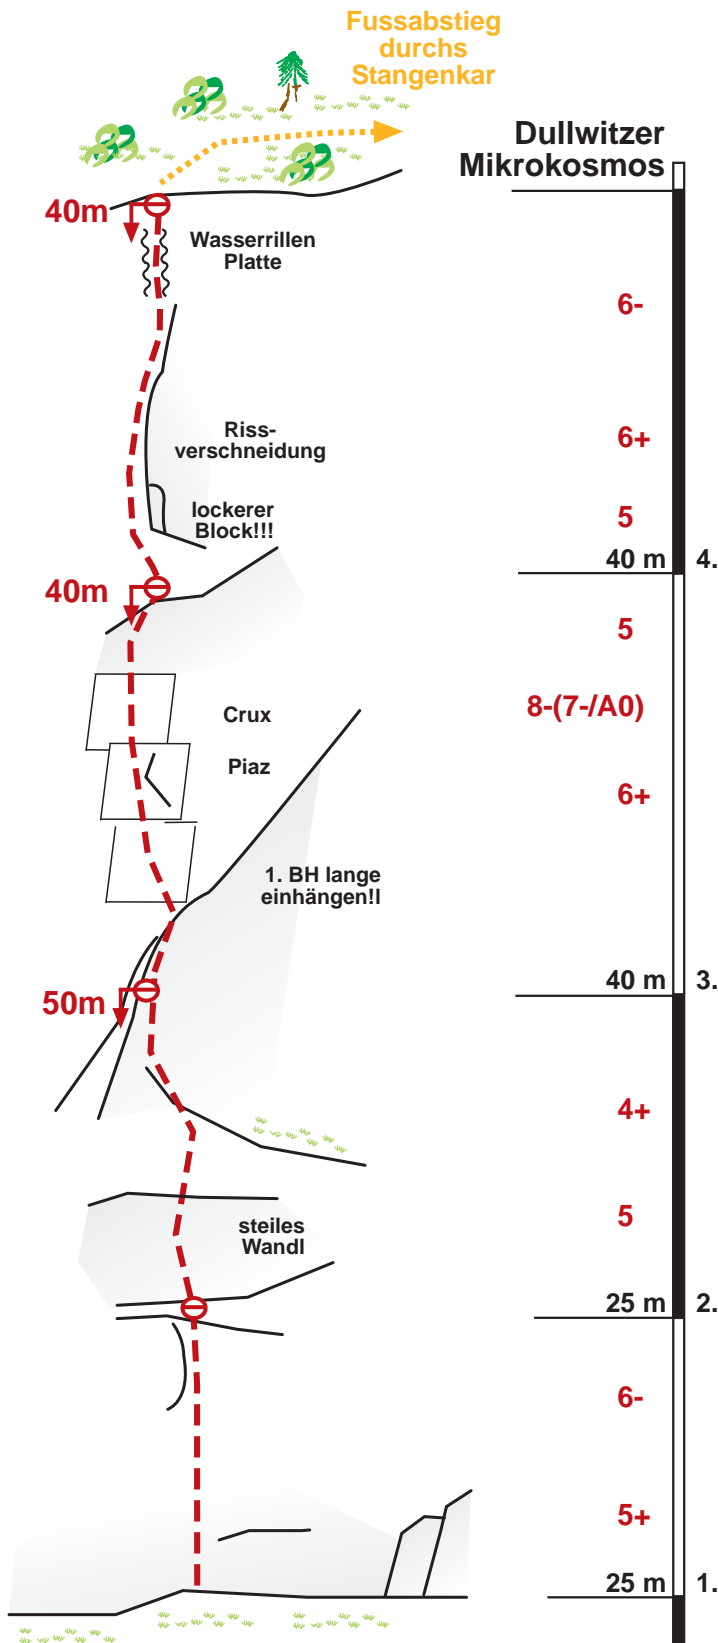 Fussabstieg
durchs
Stangenkar
Dullwitzer
Mikrokosmos
40m
Wasserrillen
Platte
6-
Riss-
verschneidung
6+
lockerer
Block!!!
5
40 m 4.
40m
5
Crux
8-(7-/A0)
Piaz
6+
1. BH lange
einhängen!!
40 m 3.
50m
4+
steiles
Wandl
5
25 m 2.
6-
5+
25 m 1.